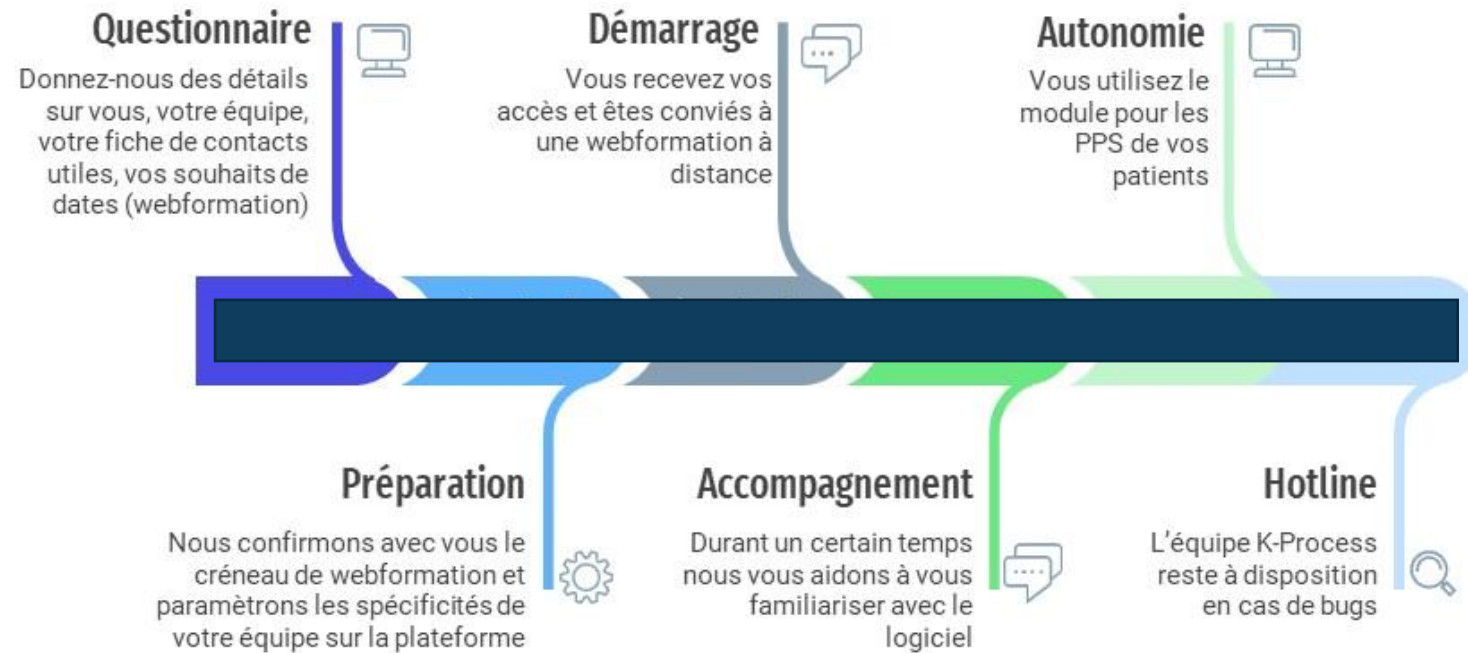 Questionnaire
Donnez-nous des détails
sur vous, votre équipe,
votre fiche de contacts
utiles, vos souhaits de
dates (webformation)
Démarrage
Vous recevez vos
accès et êtes conviés à
une webformation à
distance
Autonomie
Vous utilisez le
module pour les
PPS de vos
patients
Préparation
Nous confirmons avec vous le
créneau de webformation et
paramètrons les spécificités de
votre équipe sur la plateforme
Accompagnement
Durant un certain temps
nous vous aidons à vous
familiariser avec le
logiciel
Hotline
L'équipe K-Process
reste à disposition
en cas de bugs